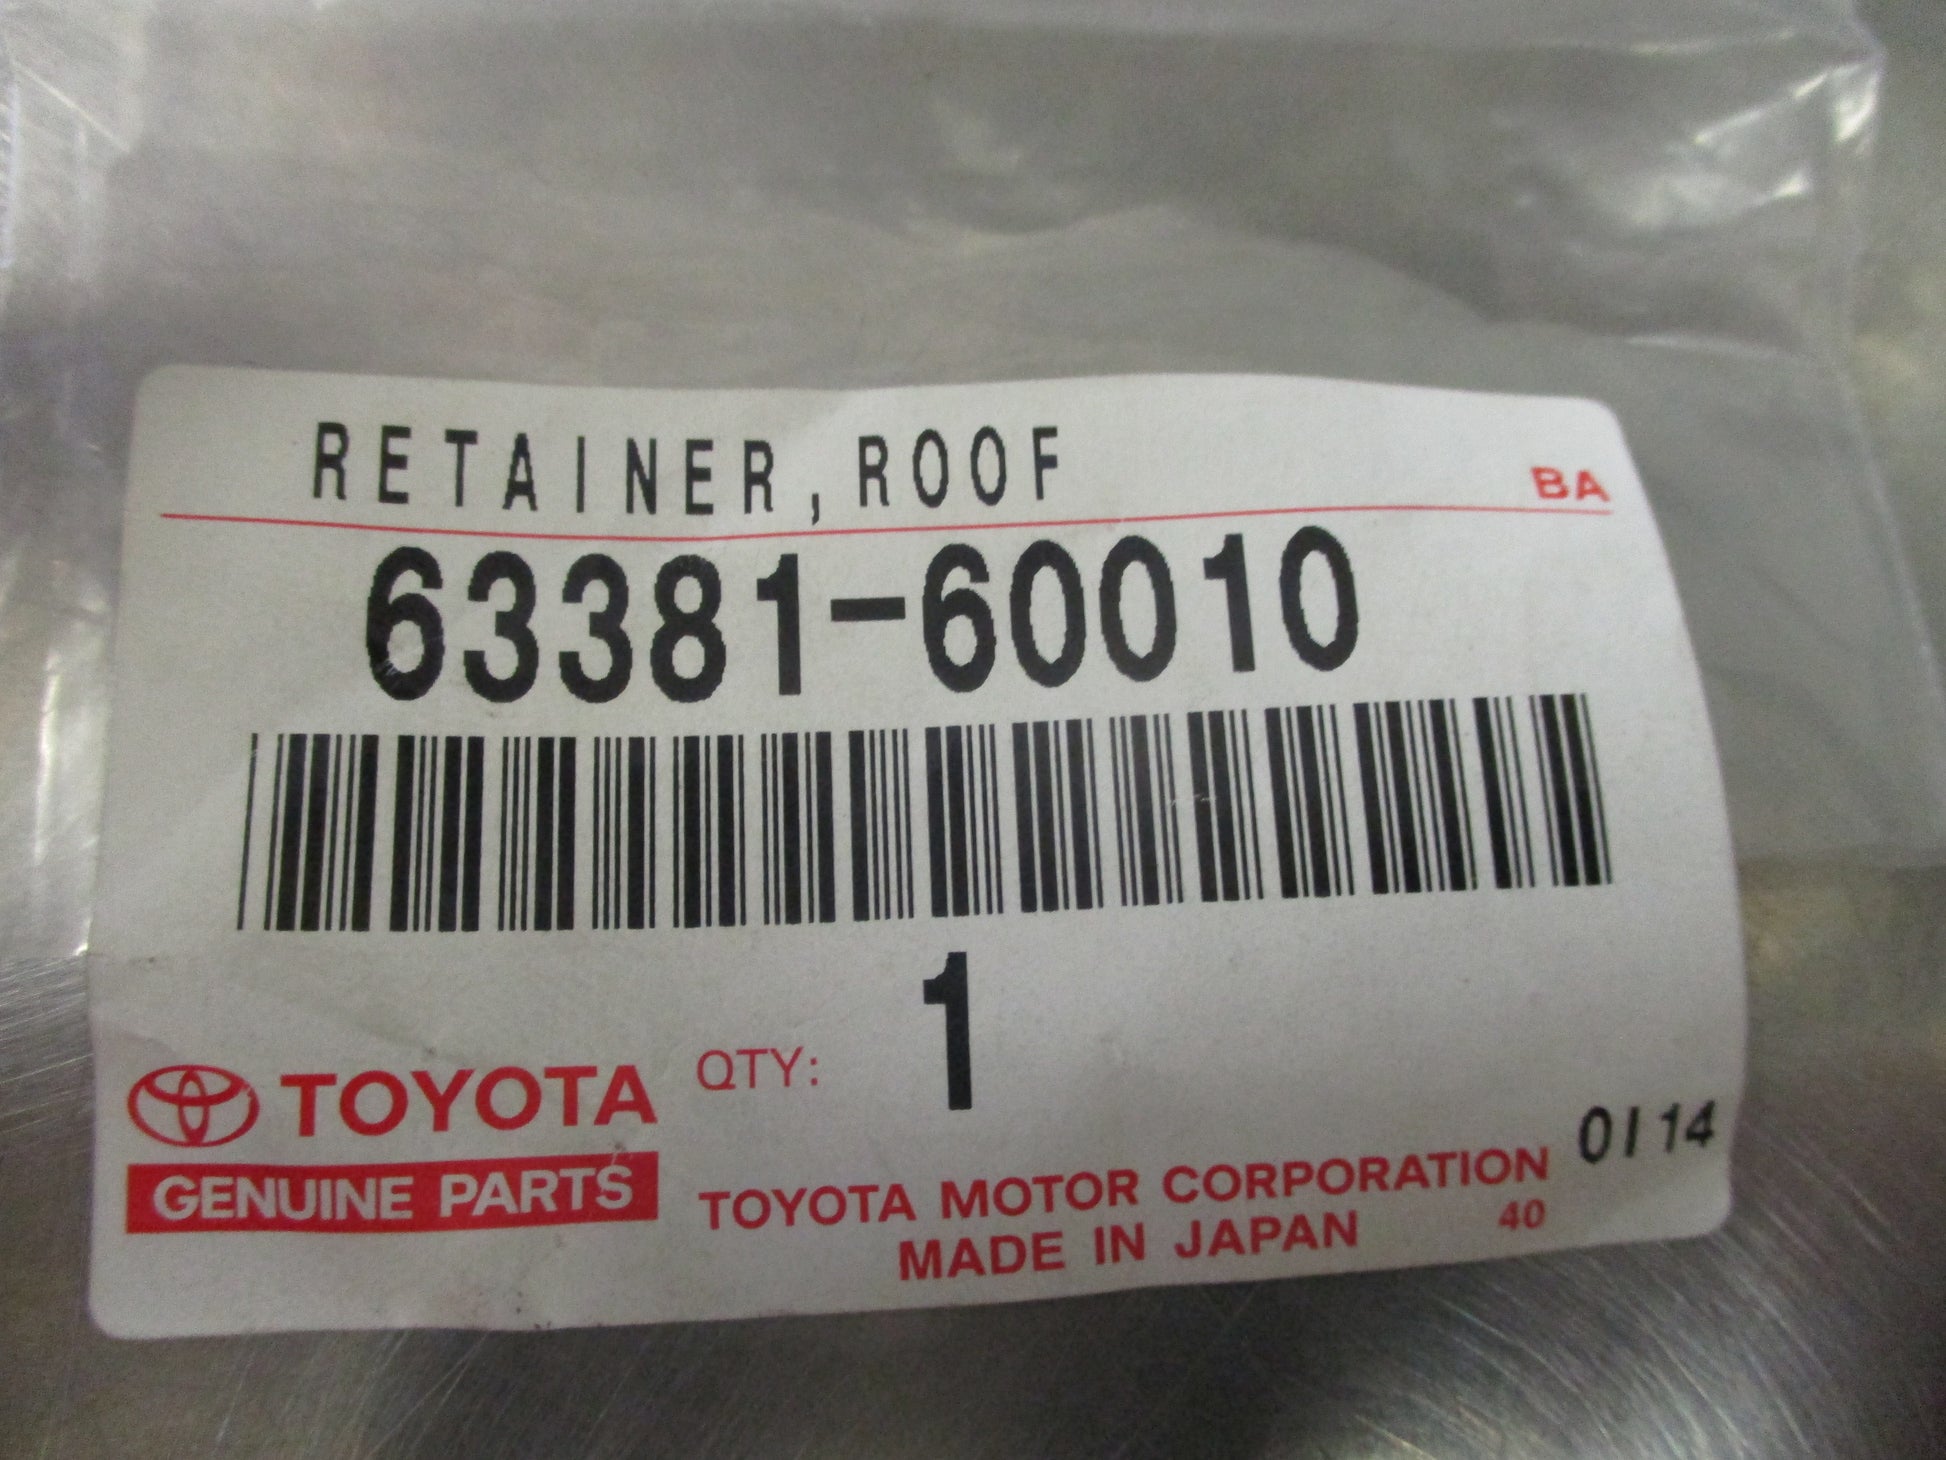 RETAINER,ROOF
BA
63381-60010
1
QTY:
TOYOTA
GENUINE PARTS
0114
TOYOTA MOTOR CORPORATION
MADE IN JAPAN 40